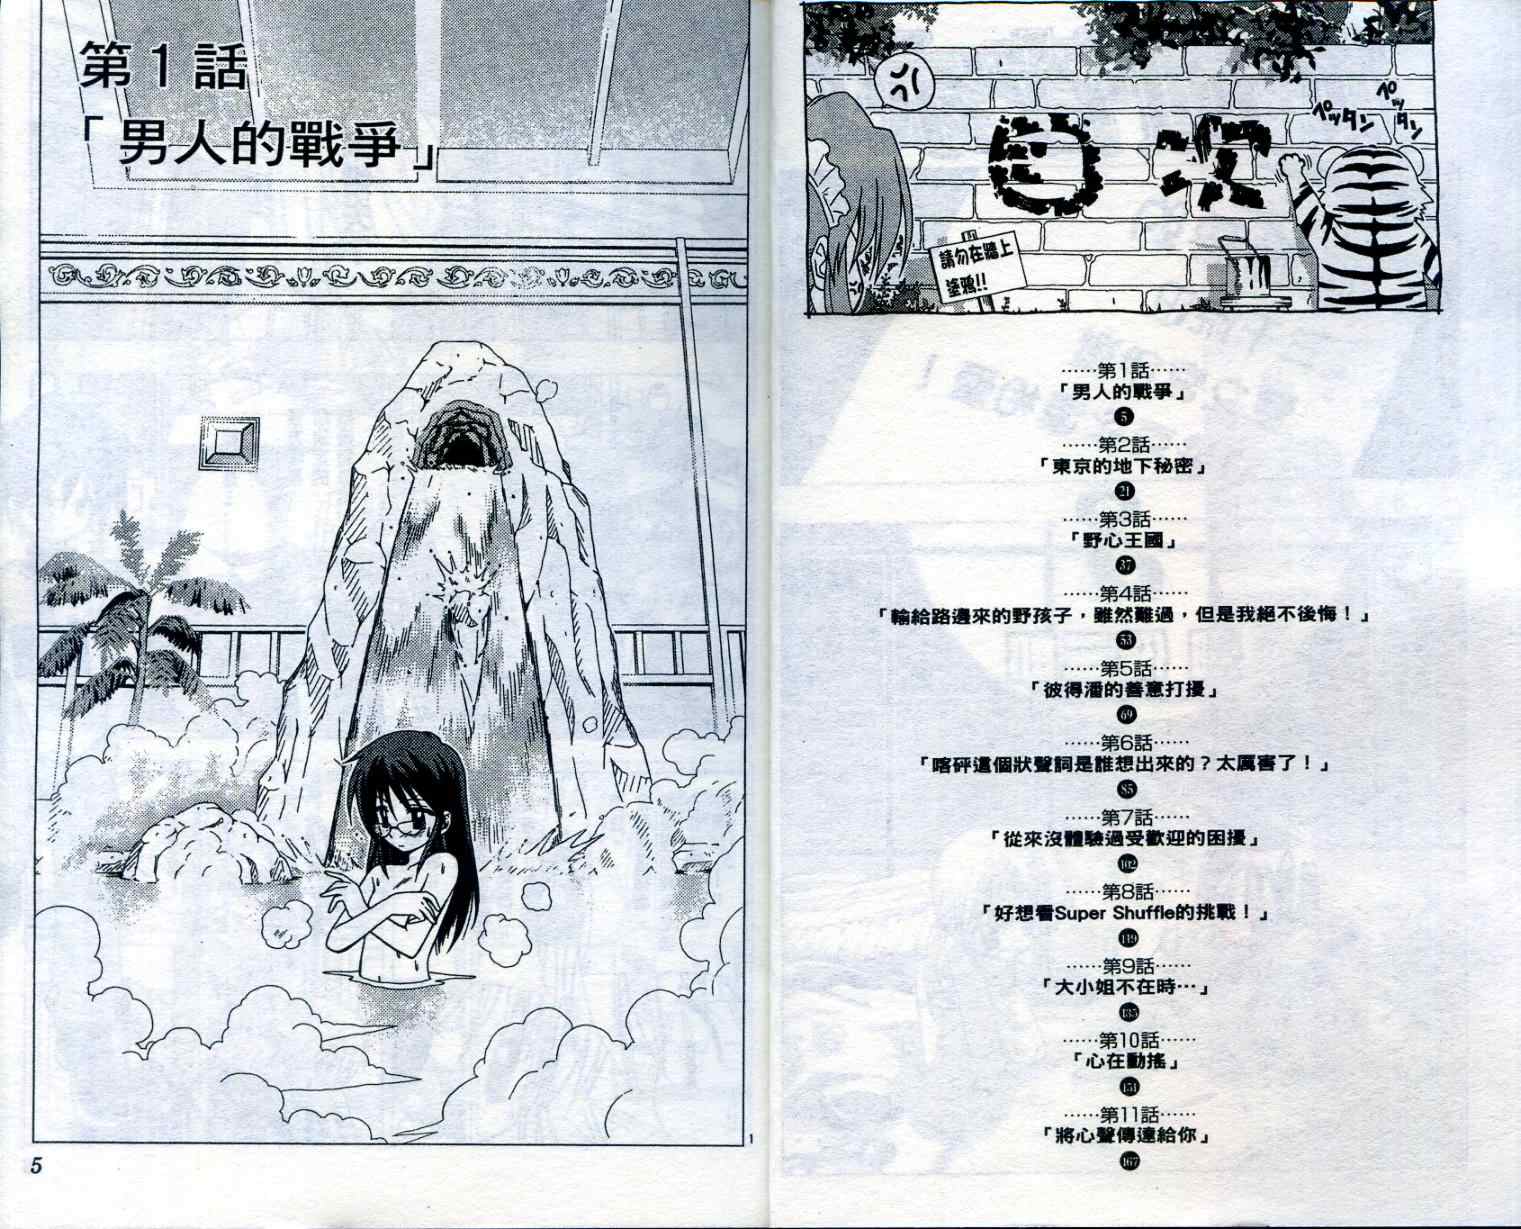 目次
ペッタン
ペッタン
請勿在牆上
塗鴉!!
……第1話……
「男人的戰爭」
5
……第2話……
「東京的地下秘密」
21
……第3話……
「野心王國」
37
……第4話……
「輸給路邊來的野孩子，雖然難過，但是我絕不後悔！」
53
……第5話……
「彼得潘的善意打擾」
69
……第6話……
「喀砰這個狀聲詞是誰想出來的？太厲害了！」
85
……第7話……
「從來沒體驗過受歡迎的困擾」
102
……第8話……
「好想看Super Shuffle的挑戰！」
119
……第9話……
「大小姐不在時…」
135
……第10話……
「心在動搖」
151
……第11話……
「將心聲傳達給你」
167
第1話
「男人的戰爭」
1
5